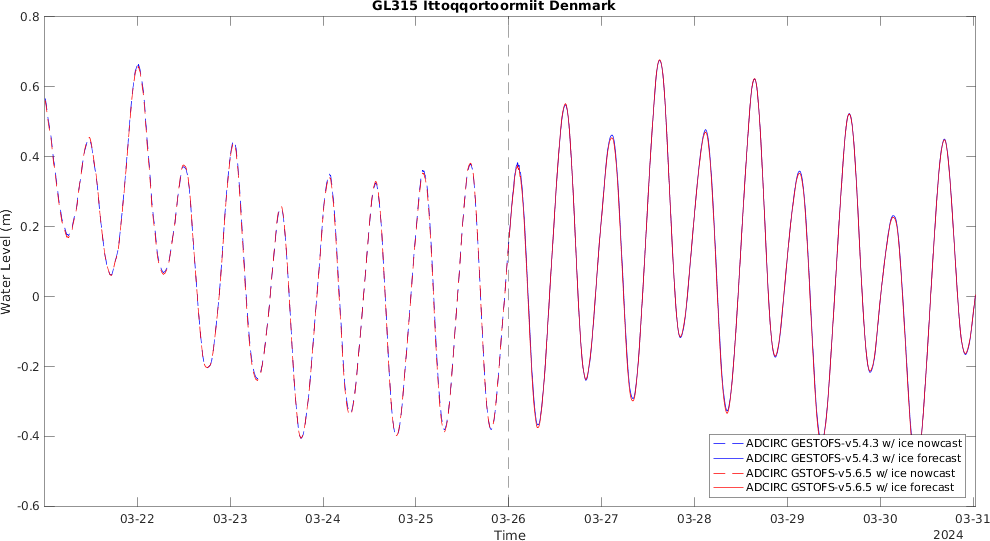 GL315 Ittoqqortoormiit Denmark
0.8
0.6
0.4
0.2
0
-0.2
-0.4
-0.6
Water Level (m)
ADCIRC GESTOFS-v5.4.3 w/ ice nowcast
ADCIRC GSTOFS-v5.4.3 w/ ice forecast
ADCIRC GSTOFS-v5.6.5 w/ ice nowcast
ADCIRC GSTOFS-v5.6.5 w/ ice forecast
03-22 03-23 03-24 03-25 03-26 03-27 03-28 03-29 03-30 03-31
Time
2024